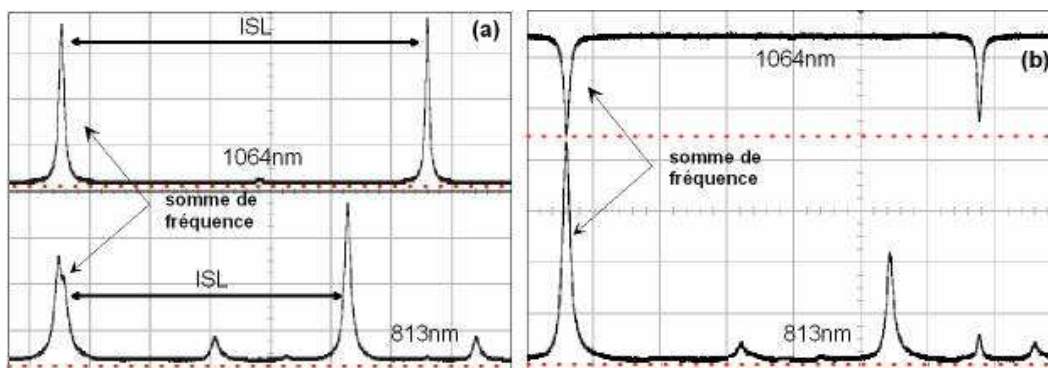 ISL
(a)
1064nm
somme de
fréquence
ISL
813nm
(b)
1064nm
somme de
fréquence
813nm